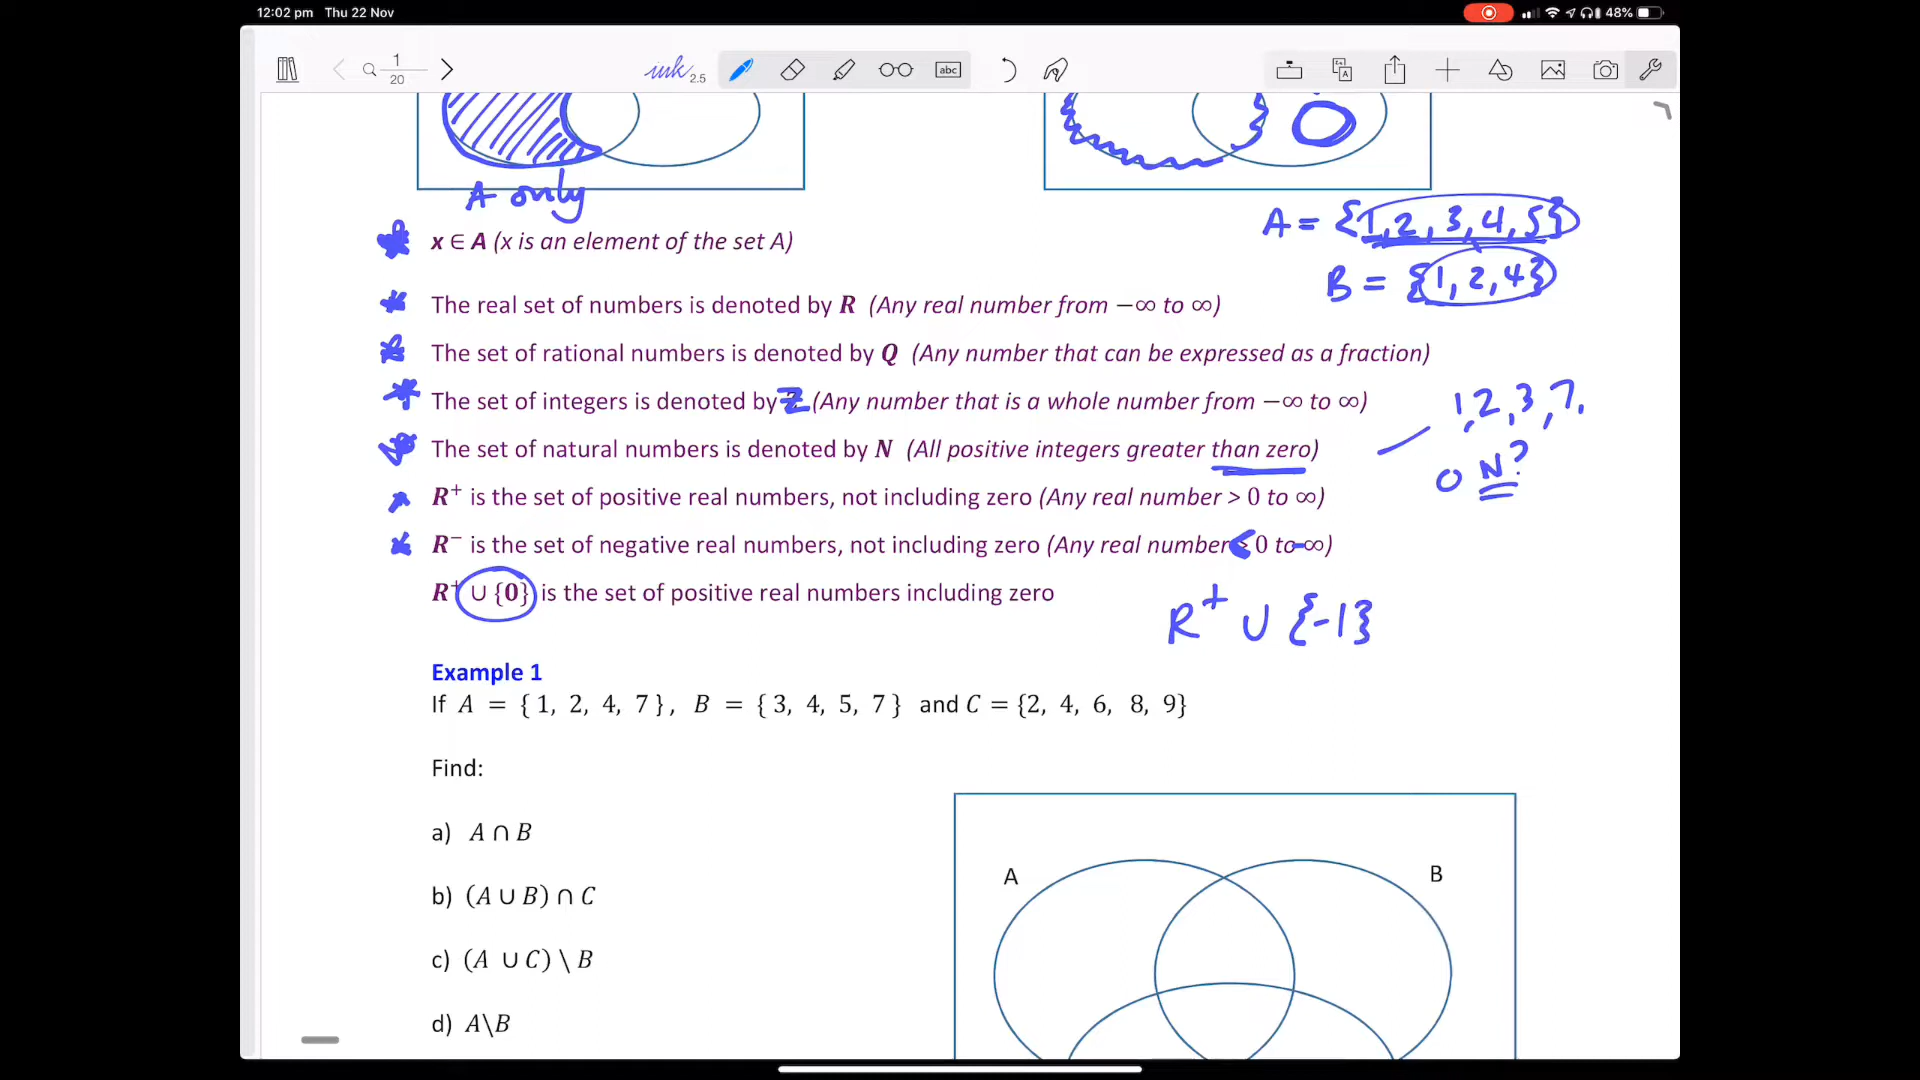 12:02 pm Thu 22 Nov
48%
1
20
ink 2.5
abc
A only
A = {1,2,3,4,5}
B = {1,2,4}
x ∈ A (x is an element of the set A)
The real set of numbers is denoted by R (Any real number from −∞ to ∞)
The set of rational numbers is denoted by Q (Any number that can be expressed as a fraction)
The set of integers is denoted by Z (Any number that is a whole number from −∞ to ∞)
1,2,3,7.
The set of natural numbers is denoted by N (All positive integers greater than zero)
0 N?
R⁺ is the set of positive real numbers, not including zero (Any real number > 0 to ∞)
R⁻ is the set of negative real numbers, not including zero (Any real number < 0 to -∞)
R⁺ ∪ {0} is the set of positive real numbers including zero
R⁺ ∪ {-1}
Example 1
If A = { 1, 2, 4, 7 }, B = { 3, 4, 5, 7 } and C = {2, 4, 6, 8, 9}
Find:
a) A ∩ B
b) (A ∪ B) ∩ C
c) (A ∪ C) \ B
d) A\B
A
B